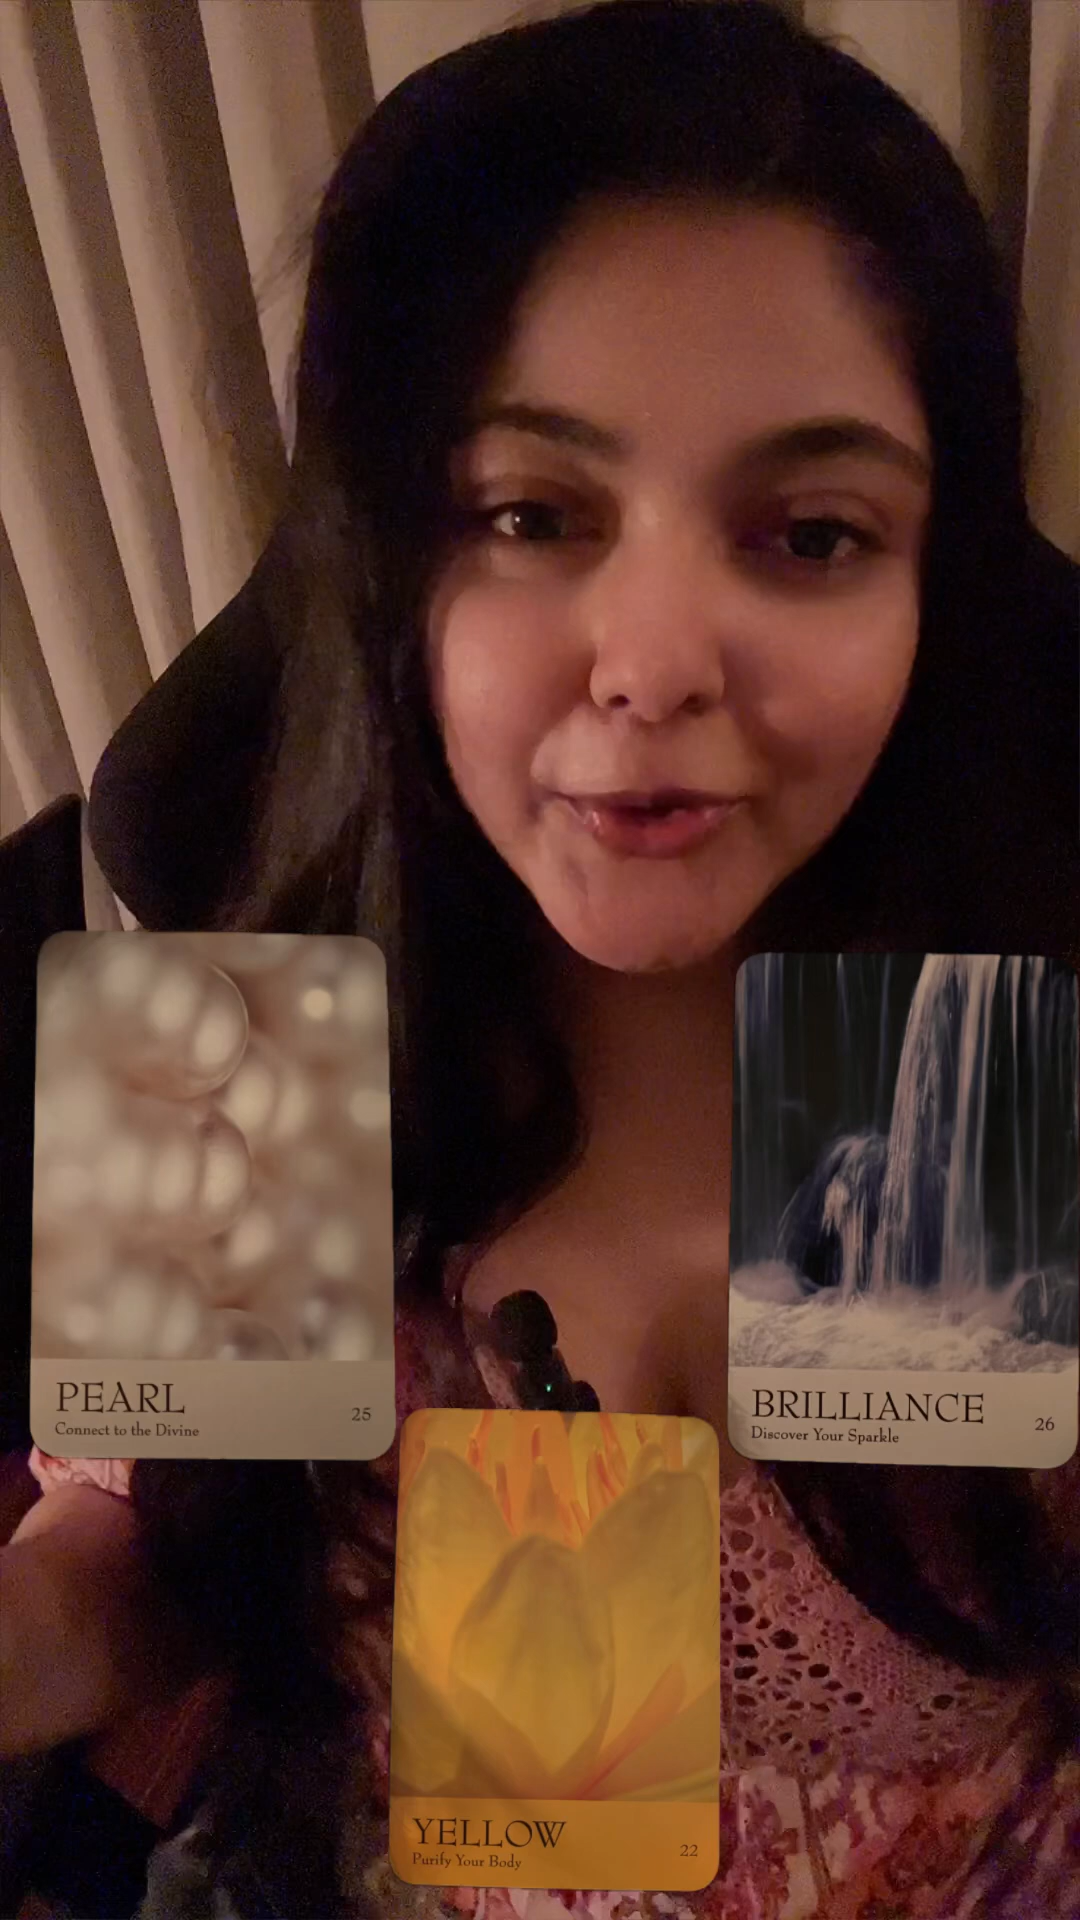 PEARL
Connect to the Divine
25
BRILLIANCE
Discover Your Sparkle
26
YELLOW
Purify Your Body
22